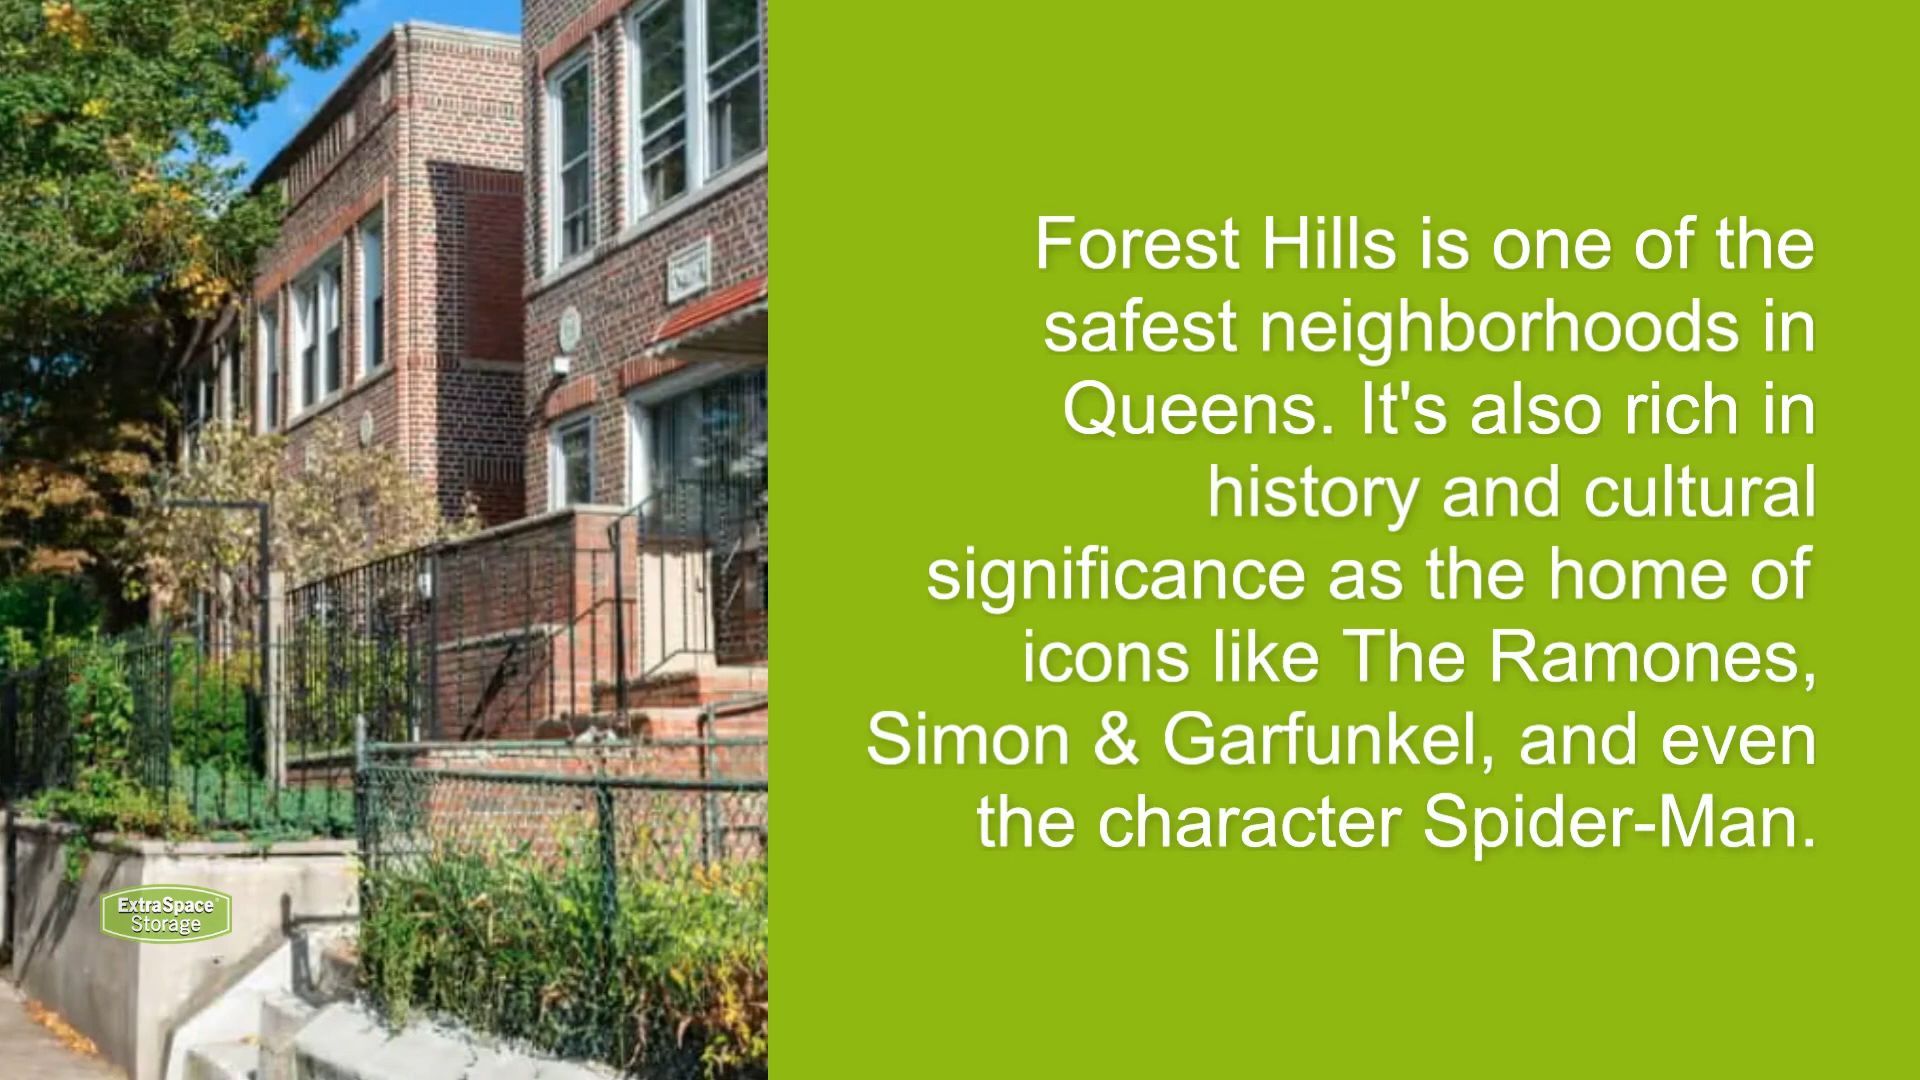 Forest Hills is one of the
safest neighborhoods in
Queens. It's also rich in
history and cultural
significance as the home of
icons like The Ramones,
Simon & Garfunkel, and even
the character Spider-Man.
ExtraSpace
Storage